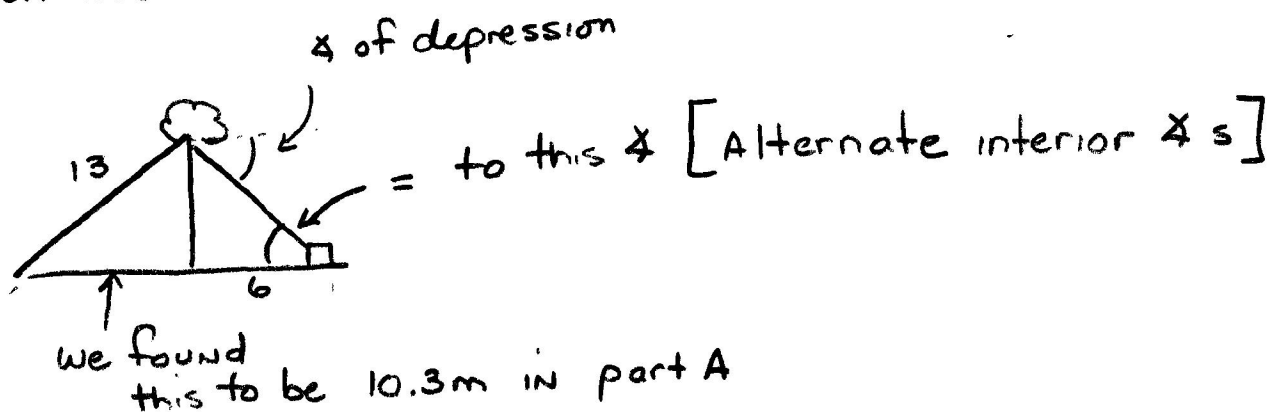 ∡ of depression
13
= to this ∡ [Alternate interior ∡ s]
6
we found
this to be 10.3m in part A